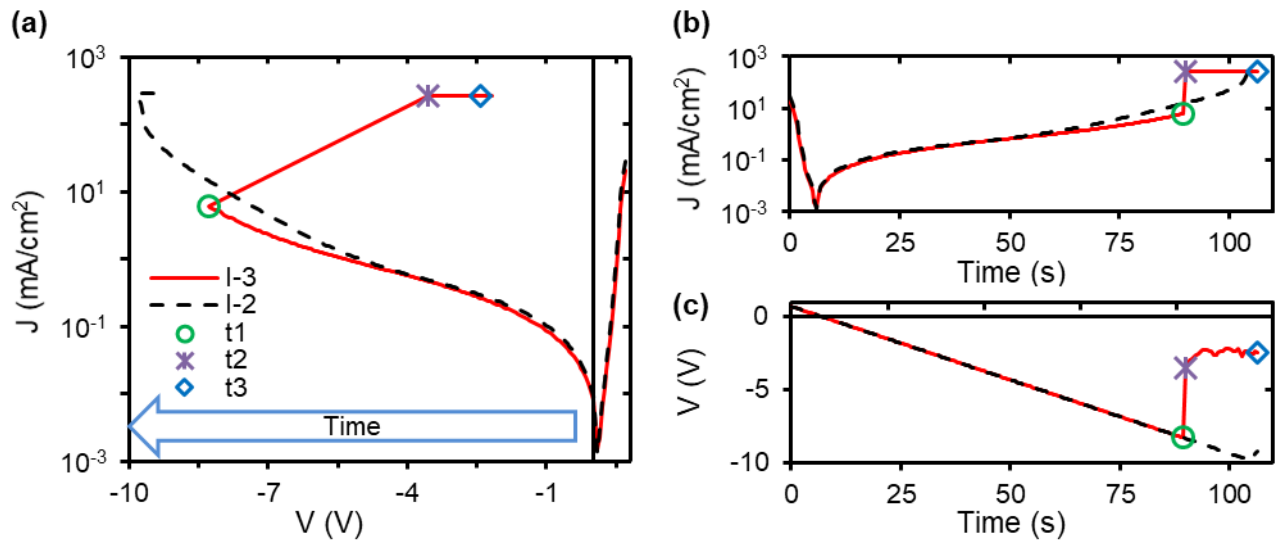 (a)
J (mA/cm²)
10³
10¹
10⁻¹
10⁻³
I-3
I-2
t1
t2
t3
Time
-10 -7 -4 -1
V (V)
(b)
J (mA/cm²)
10³
10¹
10⁻¹
10⁻³
0 25 50 75 100
Time (s)
(c)
V (V)
0
-5
-10
0 25 50 75 100
Time (s)